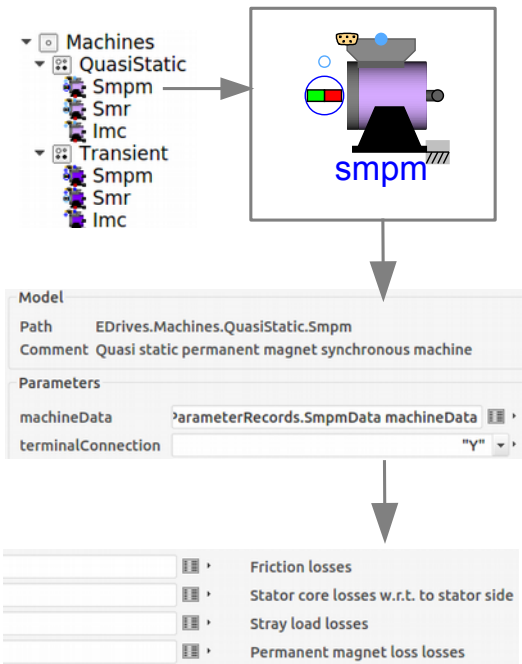 Machines
QuasiStatic
Smpm
Smr
Imc
Transient
Smpm
Smr
Imc
smpm
Model
Path EDrives.Machines.QuasiStatic.Smpm
Comment Quasi static permanent magnet synchronous machine
Parameters
machineData ParameterRecords.SmpmData machineData
terminalConnection "Y"
Friction losses
Stator core losses w.r.t. to stator side
Stray load losses
Permanent magnet loss losses